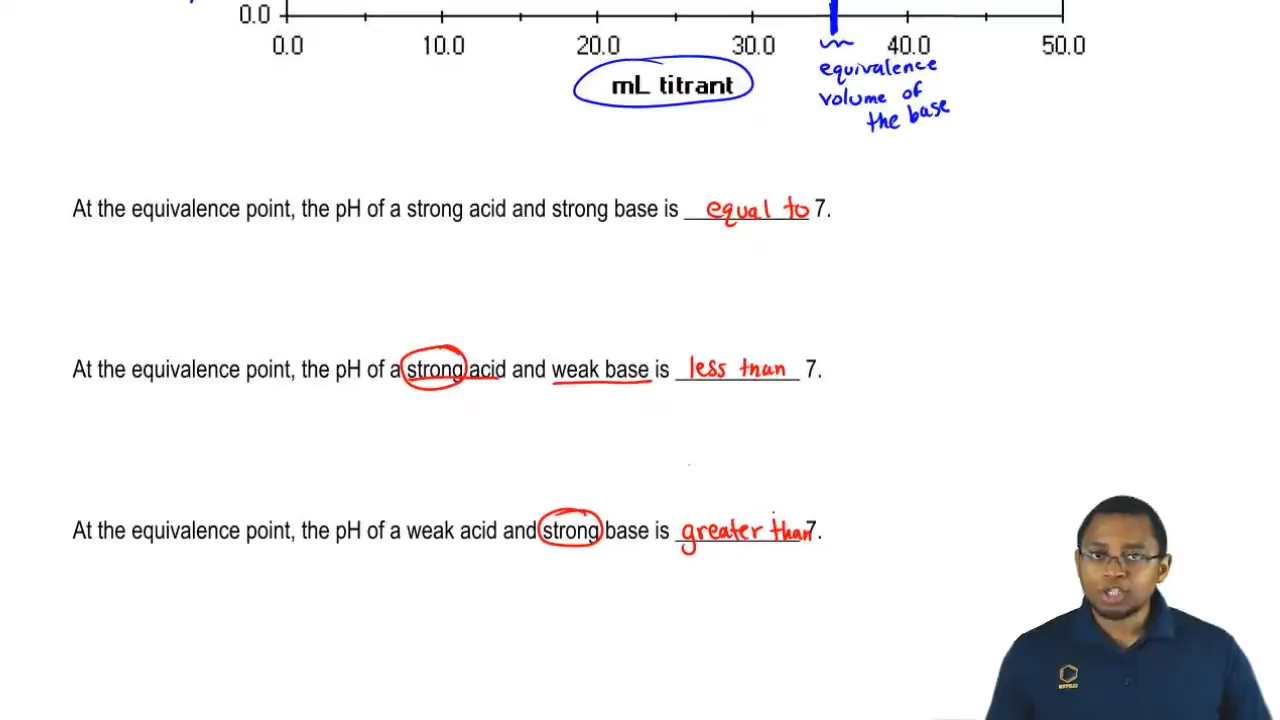 0.0
0.0 10.0 20.0 30.0 40.0 50.0
mL titrant
equivalence
volume of
the base
At the equivalence point, the pH of a strong acid and strong base is equal to 7.
At the equivalence point, the pH of a strong acid and weak base is less than 7.
At the equivalence point, the pH of a weak acid and strong base is greater than 7.